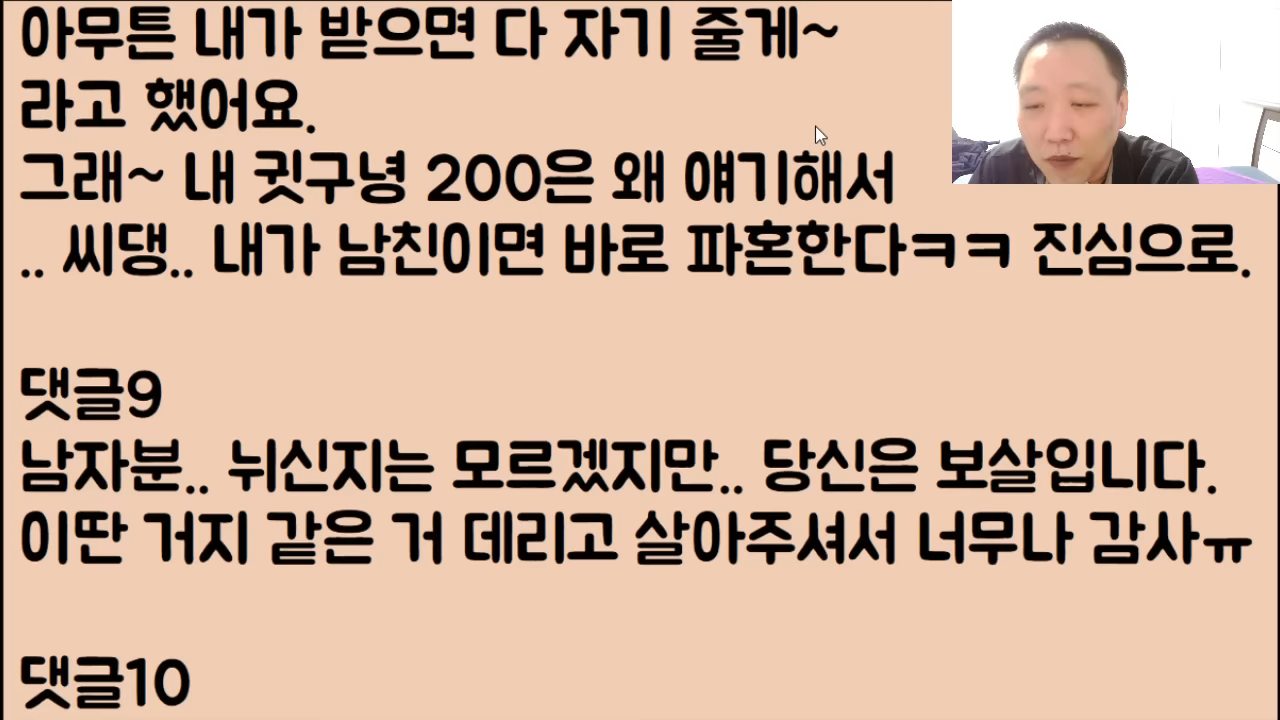 아무튼 내가 받으면 다 자기 줄게~
라고 했어요.
그래~ 내 귓구녕 200은 왜 얘기해서
.. 씨댕.. 내가 남친이면 바로 파혼한다ㅋㅋ 진심으로.
댓글9
남자분.. 뉘신지는 모르겠지만.. 당신은 보살입니다.
이딴 거지 같은 거 데리고 살아주셔서 너무나 감사ㅠ
댓글10